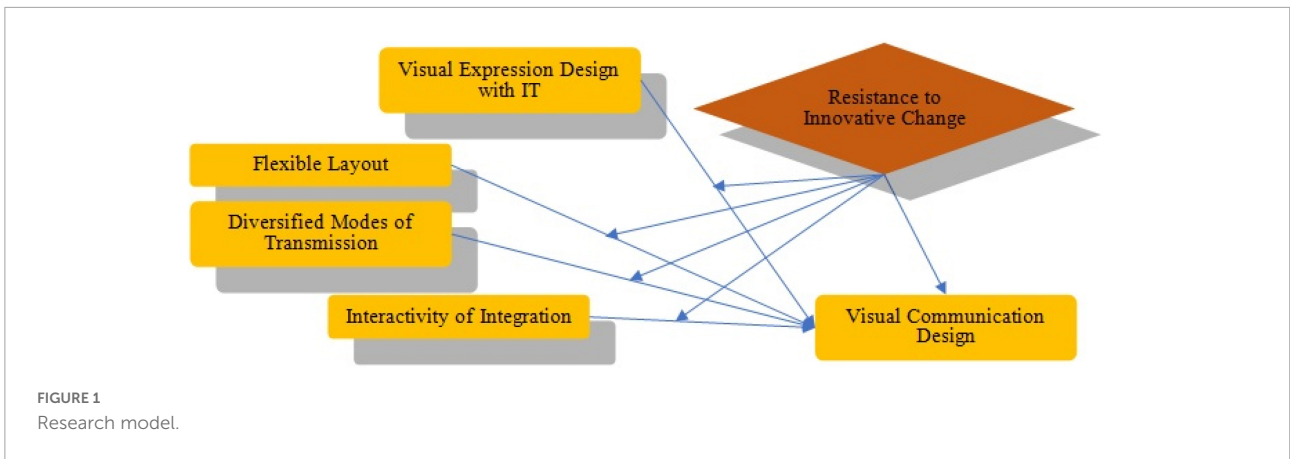 Visual Expression Design
with IT
Resistance to
Innovative Change
Flexible Layout
Diversified Modes of
Transmission
Interactivity of Integration
Visual Communication
Design
FIGURE 1
Research model.